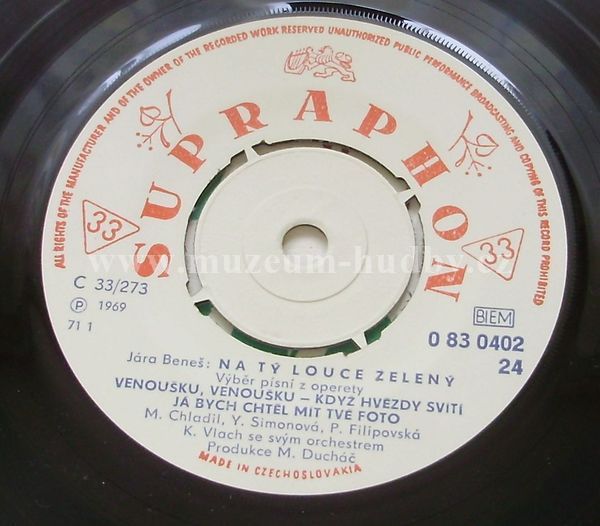 ALL RIGHTS OF THE MANUFACTURER AND OF THE OWNER OF THE RECORDED WORK RESERVED UNAUTHORIZED PUBLIC PERFORMANCE BROADCASTING AND COPYING OF THIS RECORD PROHIBITED
SUPRAPHON
33
33
www.muzeum-hudby.cz
C 33/273
Ⓟ 1969
71 1
BIEM
0 83 0402
24
Jára Beneš: NA TÝ LOUCE ZELENÝ
Výběr písní z operety
VENOUŠKU, VENOUŠKU – KDYŽ HVĚZDY SVÍTÍ
JÁ BYCH CHTĚL MÍT TVÉ FOTO
M. Chladil, Y. Simonová, P. Filipovská
K. Vlach se svým orchestrem
Produkce M. Ducháč
MADE IN CZECHOSLOVAKIA